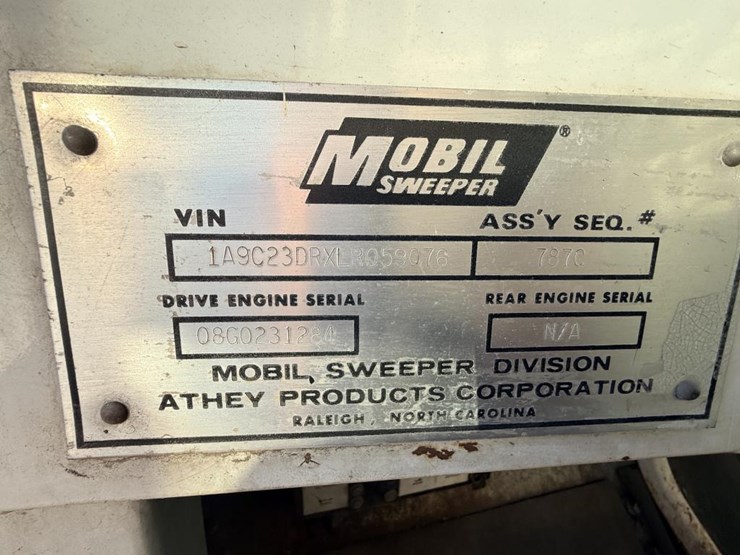 MOBIL®
SWEEPER
VIN ASS'Y SEQ.#
1A9C23DRXLR059076 787C
DRIVE ENGINE SERIAL REAR ENGINE SERIAL
08G0231284 N/A
MOBIL, SWEEPER DIVISION
ATHEY PRODUCTS CORPORATION
RALEIGH, NORTH CAROLINA